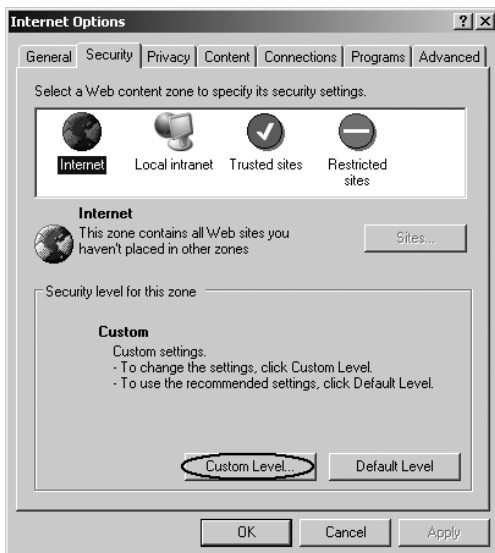 Internet Options
General Security Privacy Content Connections Programs Advanced
Select a Web content zone to specify its security settings.
Internet Local intranet Trusted sites Restricted
sites
Internet
This zone contains all Web sites you
haven't placed in other zones
Sites...
Security level for this zone
Custom
Custom settings.
- To change the settings, click Custom Level.
- To use the recommended settings, click Default Level.
Custom Level... Default Level
OK Cancel Apply